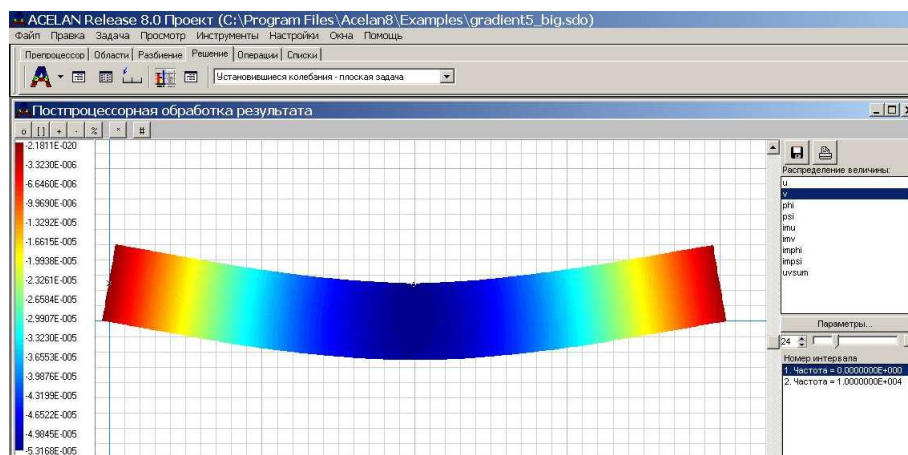 ACELAN Release 8.0 Проект (C:\Program Files\Acelan8\Examples\gradient5_big.sdo)
Файл Правка Задача Просмотр Инструменты Настройки Окна Помощь
Препроцессор Области Разбиение Решение Операции Списки
Установившиеся колебания - плоская задача
Постпроцессорная обработка результата
o [] + - % * #
-2.1811E-020
-3.3230E-006
-6.6460E-006
-9.9690E-006
-1.3292E-005
-1.6615E-005
-1.9938E-005
-2.3261E-005
-2.6584E-005
-2.9907E-005
-3.3230E-005
-3.6553E-005
-3.9876E-005
-4.3199E-005
-4.6522E-005
-4.9845E-005
-5.3168E-005
Распределение величины:
u
v
phi
psi
imu
imv
imphi
impsi
uvsum
Параметры...
24
Номер интервала
1. Частота = 0.0000000E+000
2. Частота = 1.0000000E+004